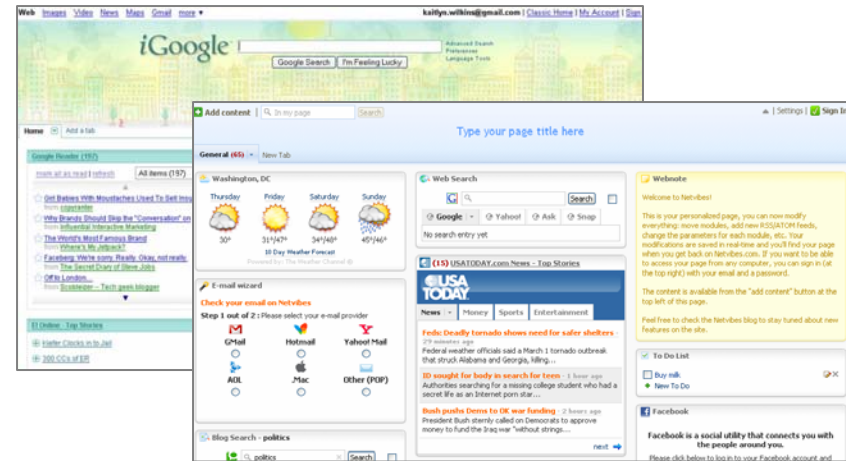 Web Images Video News Maps Gmail more ▼
kaitlyn.wilkins@gmail.com | Classic Home | My Account | Sign
iGoogle
Google Search I'm Feeling Lucky
Advanced Search
Preferences
Language Tools
Home Add a tab
Google Reader (197)
mark all as read | refresh All items (197)
Girl Babies With Moustaches Used To Sell Insu
from copyranter
Why Brands Should Skip the "Conversation" on
from Influential Interactive Marketing
The World's Most Famous Brand
from Where's My Jetpack?
Faceberg: We're sorry. Really. Okay, not really.
from The Secret Diary of Steve Jobs
Off to London...
from Scobleizer -- Tech geek blogger
E! Online - Top Stories
Kiefer Clocks in to Jail
300 CCs of ER
Add content | In my page Search
| Settings | Sign In
Type your page title here
General (65) New Tab
Washington, DC
Thursday Friday Saturday Sunday
30° 31°/47° 34°/48° 45°/46°
10 Day Weather Forecast
Powered by: The Weather Channel ®
E-mail wizard
Check your email on Netvibes
Step 1 out of 2: Please select your e-mail provider
GMail Hotmail Yahoo! Mail
AOL .Mac Other (POP)
Blog Search - politics
politics Search
Web Search
Search
Google Yahoo! Ask Snap
No search entry yet
(15) USATODAY.com News - Top Stories
USA
TODAY
News Money Sports Entertainment
Feds: Deadly tornado shows need for safer shelters -
29 minutes ago
Federal weather officials said a March 1 tornado outbreak
that struck Alabama and Georgia, killing...
ID sought for body in search for teen - 1 hour ago
Authorities searching for a missing college student who had a
secret life as an Internet porn star...
Bush pushes Dems to OK war funding - 2 hours ago
President Bush sternly called on Democrats to approve
money to fund the Iraq war "without strings...
next
Webnote
Welcome to Netvibes!
This is your personalized page, you can now modify
everything: move modules, add new RSS/ATOM feeds,
change the parameters for each module, etc. Your
modifications are saved in real-time and you'll find your page
when you get back on Netvibes.com. If you want to be able
to access your page from any computer, you can sign in (at
the top right) with your email and a password.
The content is available from the "add content" button at the
top left of this page.
Feel free to check the Netvibes blog to stay tuned about new
features on the site.
To Do List
Buy milk
New To Do
Facebook
Facebook is a social utility that connects you with
the people around you.
Please click below to log in to your Facebook account and